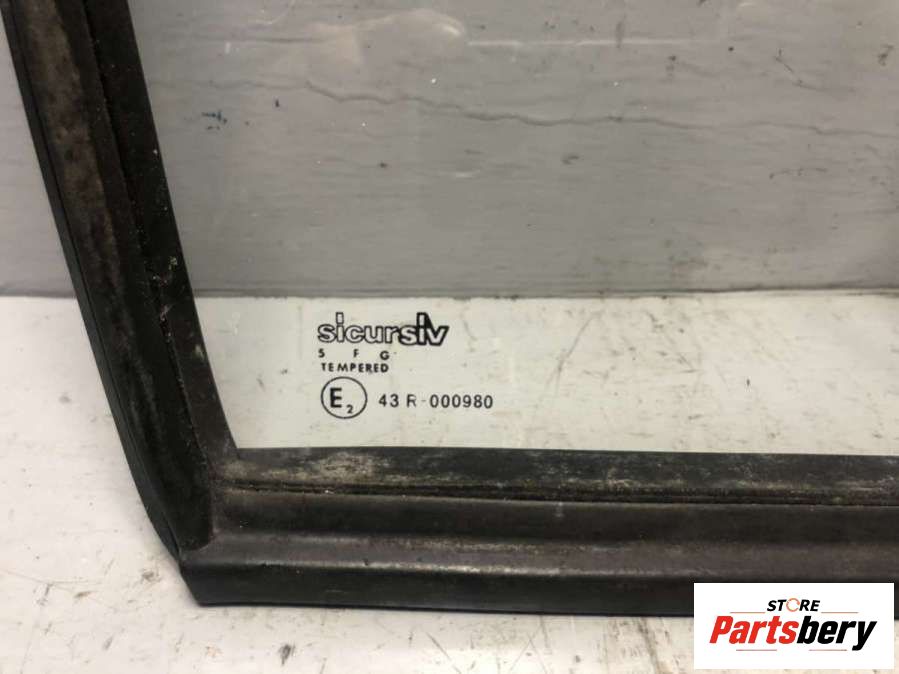 sicursiv
S F G
TEMPERED
E2 43 R-000980
STORE
Partsbery